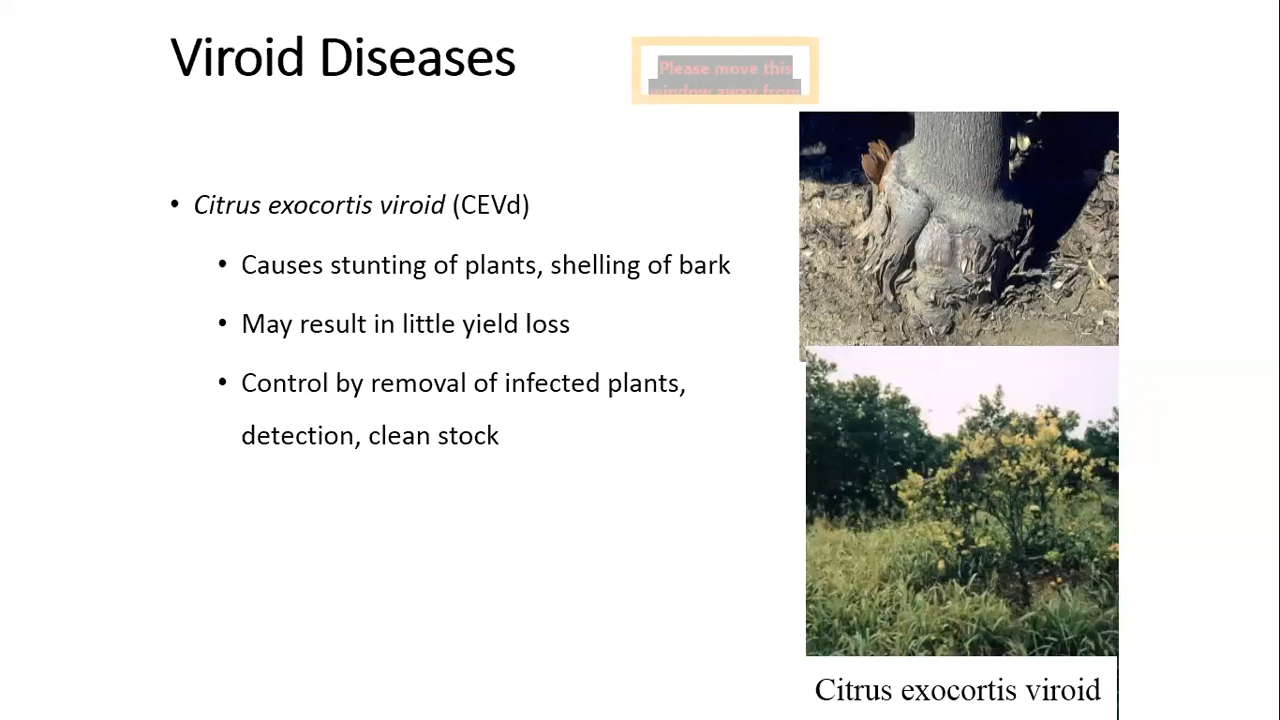 Viroid Diseases
Please move this
window away from
• Citrus exocortis viroid (CEVd)
• Causes stunting of plants, shelling of bark
• May result in little yield loss
• Control by removal of infected plants,
detection, clean stock
Citrus exocortis viroid